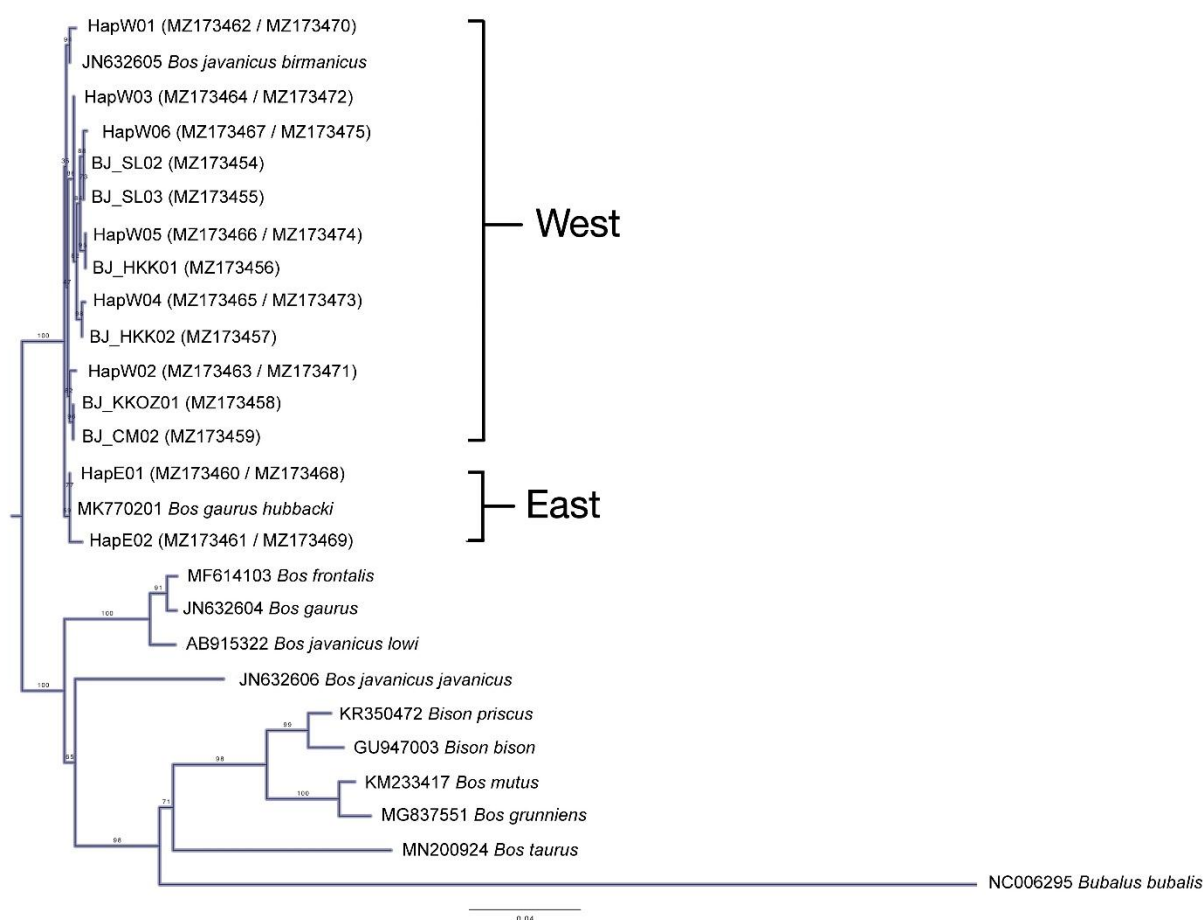 HapW01 (MZ173462 / MZ173470)
JN632605 Bos javanicus birmanicus
HapW03 (MZ173464 / MZ173472)
HapW06 (MZ173467 / MZ173475)
BJ_SL02 (MZ173454)
BJ_SL03 (MZ173455)
West
HapW05 (MZ173466 / MZ173474)
BJ_HKK01 (MZ173456)
HapW04 (MZ173465 / MZ173473)
BJ_HKK02 (MZ173457)
100
HapW02 (MZ173463 / MZ173471)
BJ_KKOZ01 (MZ173458)
BJ_CM02 (MZ173459)
HapE01 (MZ173460 / MZ173468)
77
East
MK770201 Bos gaurus hubbacki
HapE02 (MZ173461 / MZ173469)
MF614103 Bos frontalis
91
JN632604 Bos gaurus
100
AB915322 Bos javanicus lowi
JN632606 Bos javanicus javanicus
100
KR350472 Bison priscus
99
GU947003 Bison bison
98
KM233417 Bos mutus
100
MG837551 Bos grunniens
71
MN200924 Bos taurus
NC006295 Bubalus bubalis
0.04